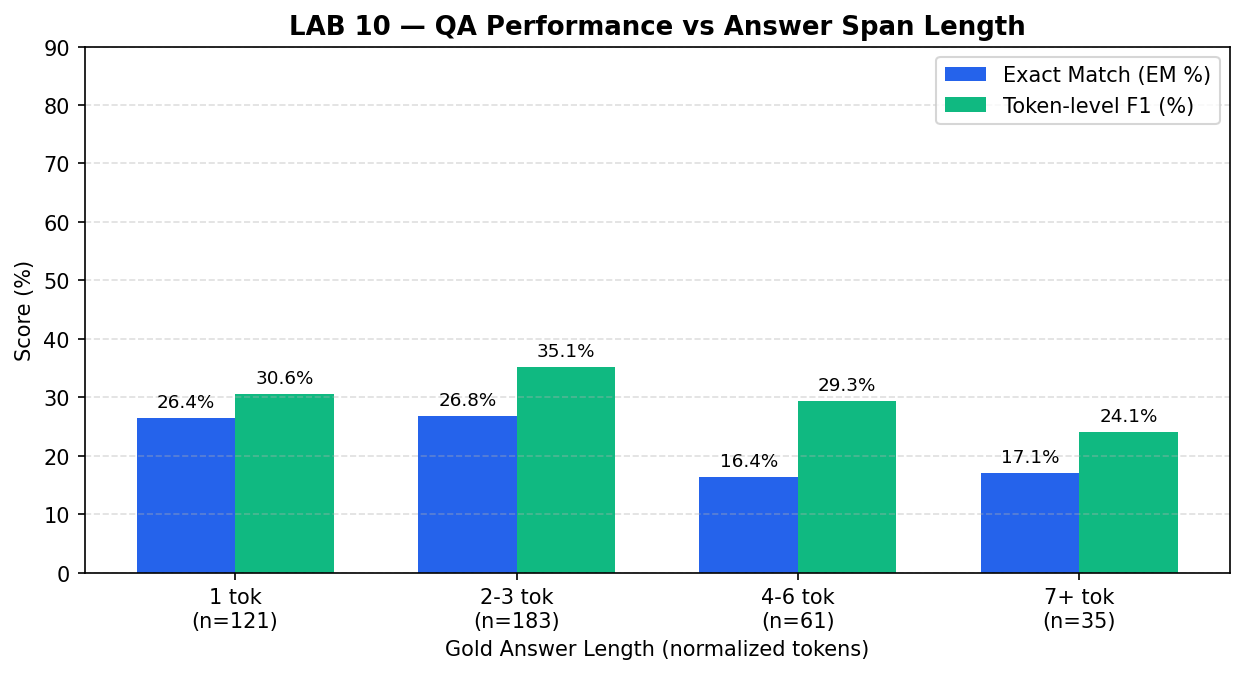 LAB 10 — QA Performance vs Answer Span Length
Exact Match (EM %)
Token-level F1 (%)
Score (%)
90
80
70
60
50
40
30
20
10
0
26.4%
30.6%
26.8%
35.1%
16.4%
29.3%
17.1%
24.1%
1 tok
(n=121)
2-3 tok
(n=183)
4-6 tok
(n=61)
7+ tok
(n=35)
Gold Answer Length (normalized tokens)